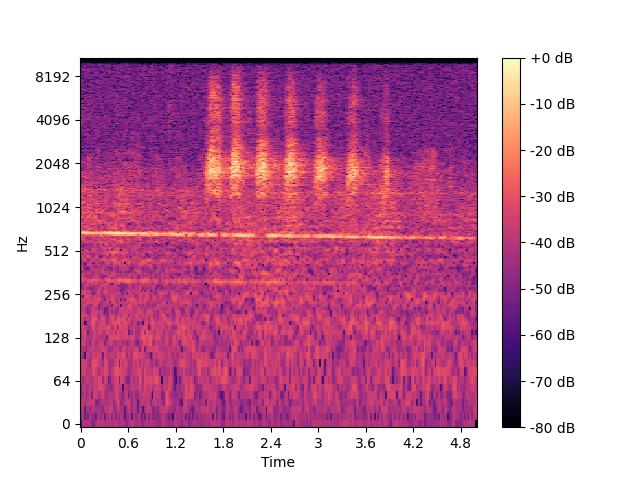 +0 dB
8192
-10 dB
4096
-20 dB
2048
-30 dB
1024
-40 dB
Hz
512
-50 dB
256
-60 dB
128
64
-70 dB
0
-80 dB
0 0.6 1.2 1.8 2.4 3 3.6 4.2 4.8
Time